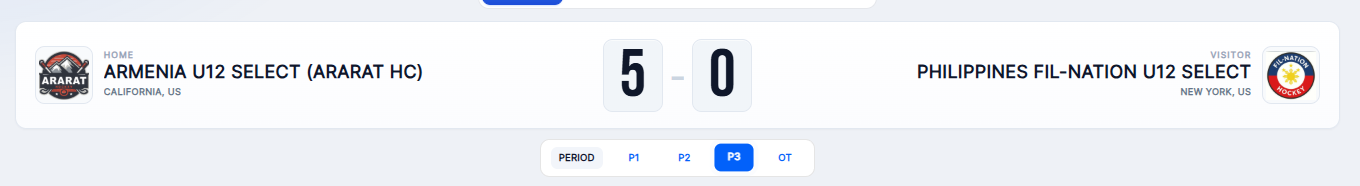 HOME
ARMENIA U12 SELECT (ARARAT HC)
CALIFORNIA, US
ARARAT
5 - 0
VISITOR
PHILIPPINES FIL-NATION U12 SELECT
NEW YORK, US
FIL-NATION
HOCKEY
PERIOD P1 P2 P3 OT